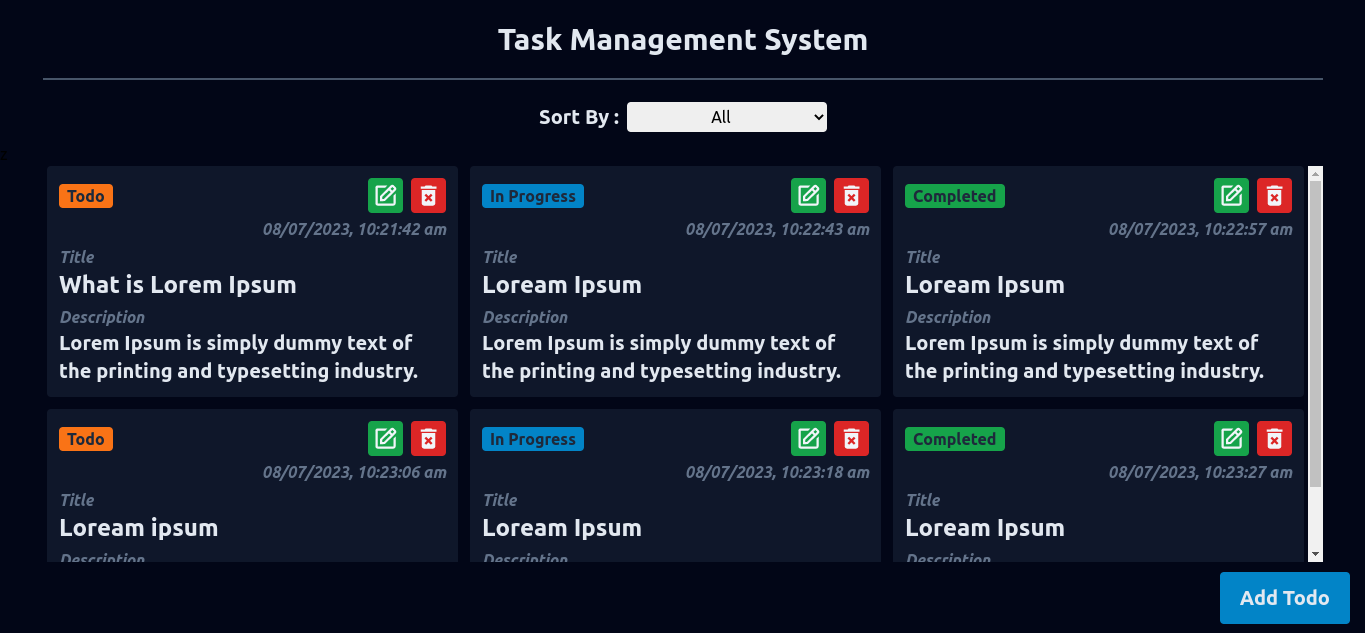 Task Management System
Sort By :
All
z
Todo
08/07/2023, 10:21:42 am
Title
What is Lorem Ipsum
Description
Lorem Ipsum is simply dummy text of
the printing and typesetting industry.
In Progress
08/07/2023, 10:22:43 am
Title
Loream Ipsum
Description
Lorem Ipsum is simply dummy text of
the printing and typesetting industry.
Completed
08/07/2023, 10:22:57 am
Title
Loream Ipsum
Description
Lorem Ipsum is simply dummy text of
the printing and typesetting industry.
Todo
08/07/2023, 10:23:06 am
Title
Loream ipsum
Description
In Progress
08/07/2023, 10:23:18 am
Title
Loream Ipsum
Description
Completed
08/07/2023, 10:23:27 am
Title
Loream Ipsum
Description
Add Todo